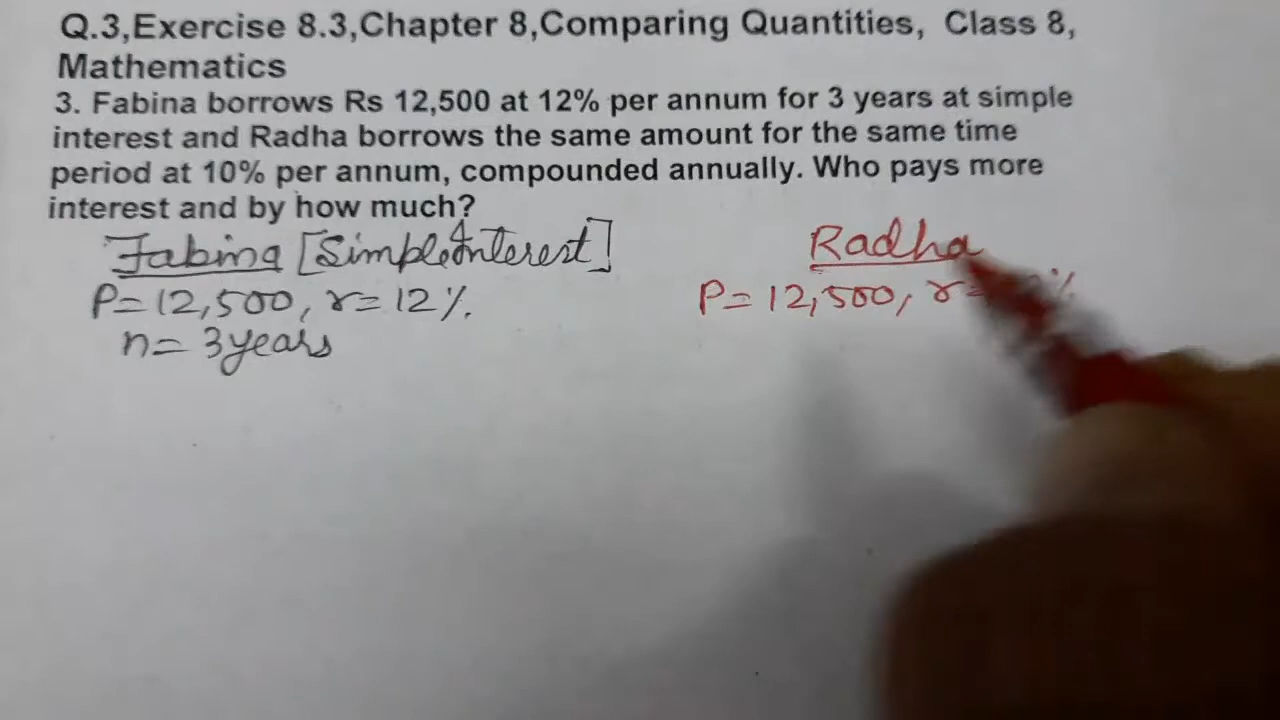 Q.3,Exercise 8.3,Chapter 8,Comparing Quantities, Class 8,
Mathematics
3. Fabina borrows Rs 12,500 at 12% per annum for 3 years at simple
interest and Radha borrows the same amount for the same time
period at 10% per annum, compounded annually. Who pays more
interest and by how much?
Fabina [Simple Interest]
Radha
P=12,500, r=12%.
P=12,500, r= %
n= 3years